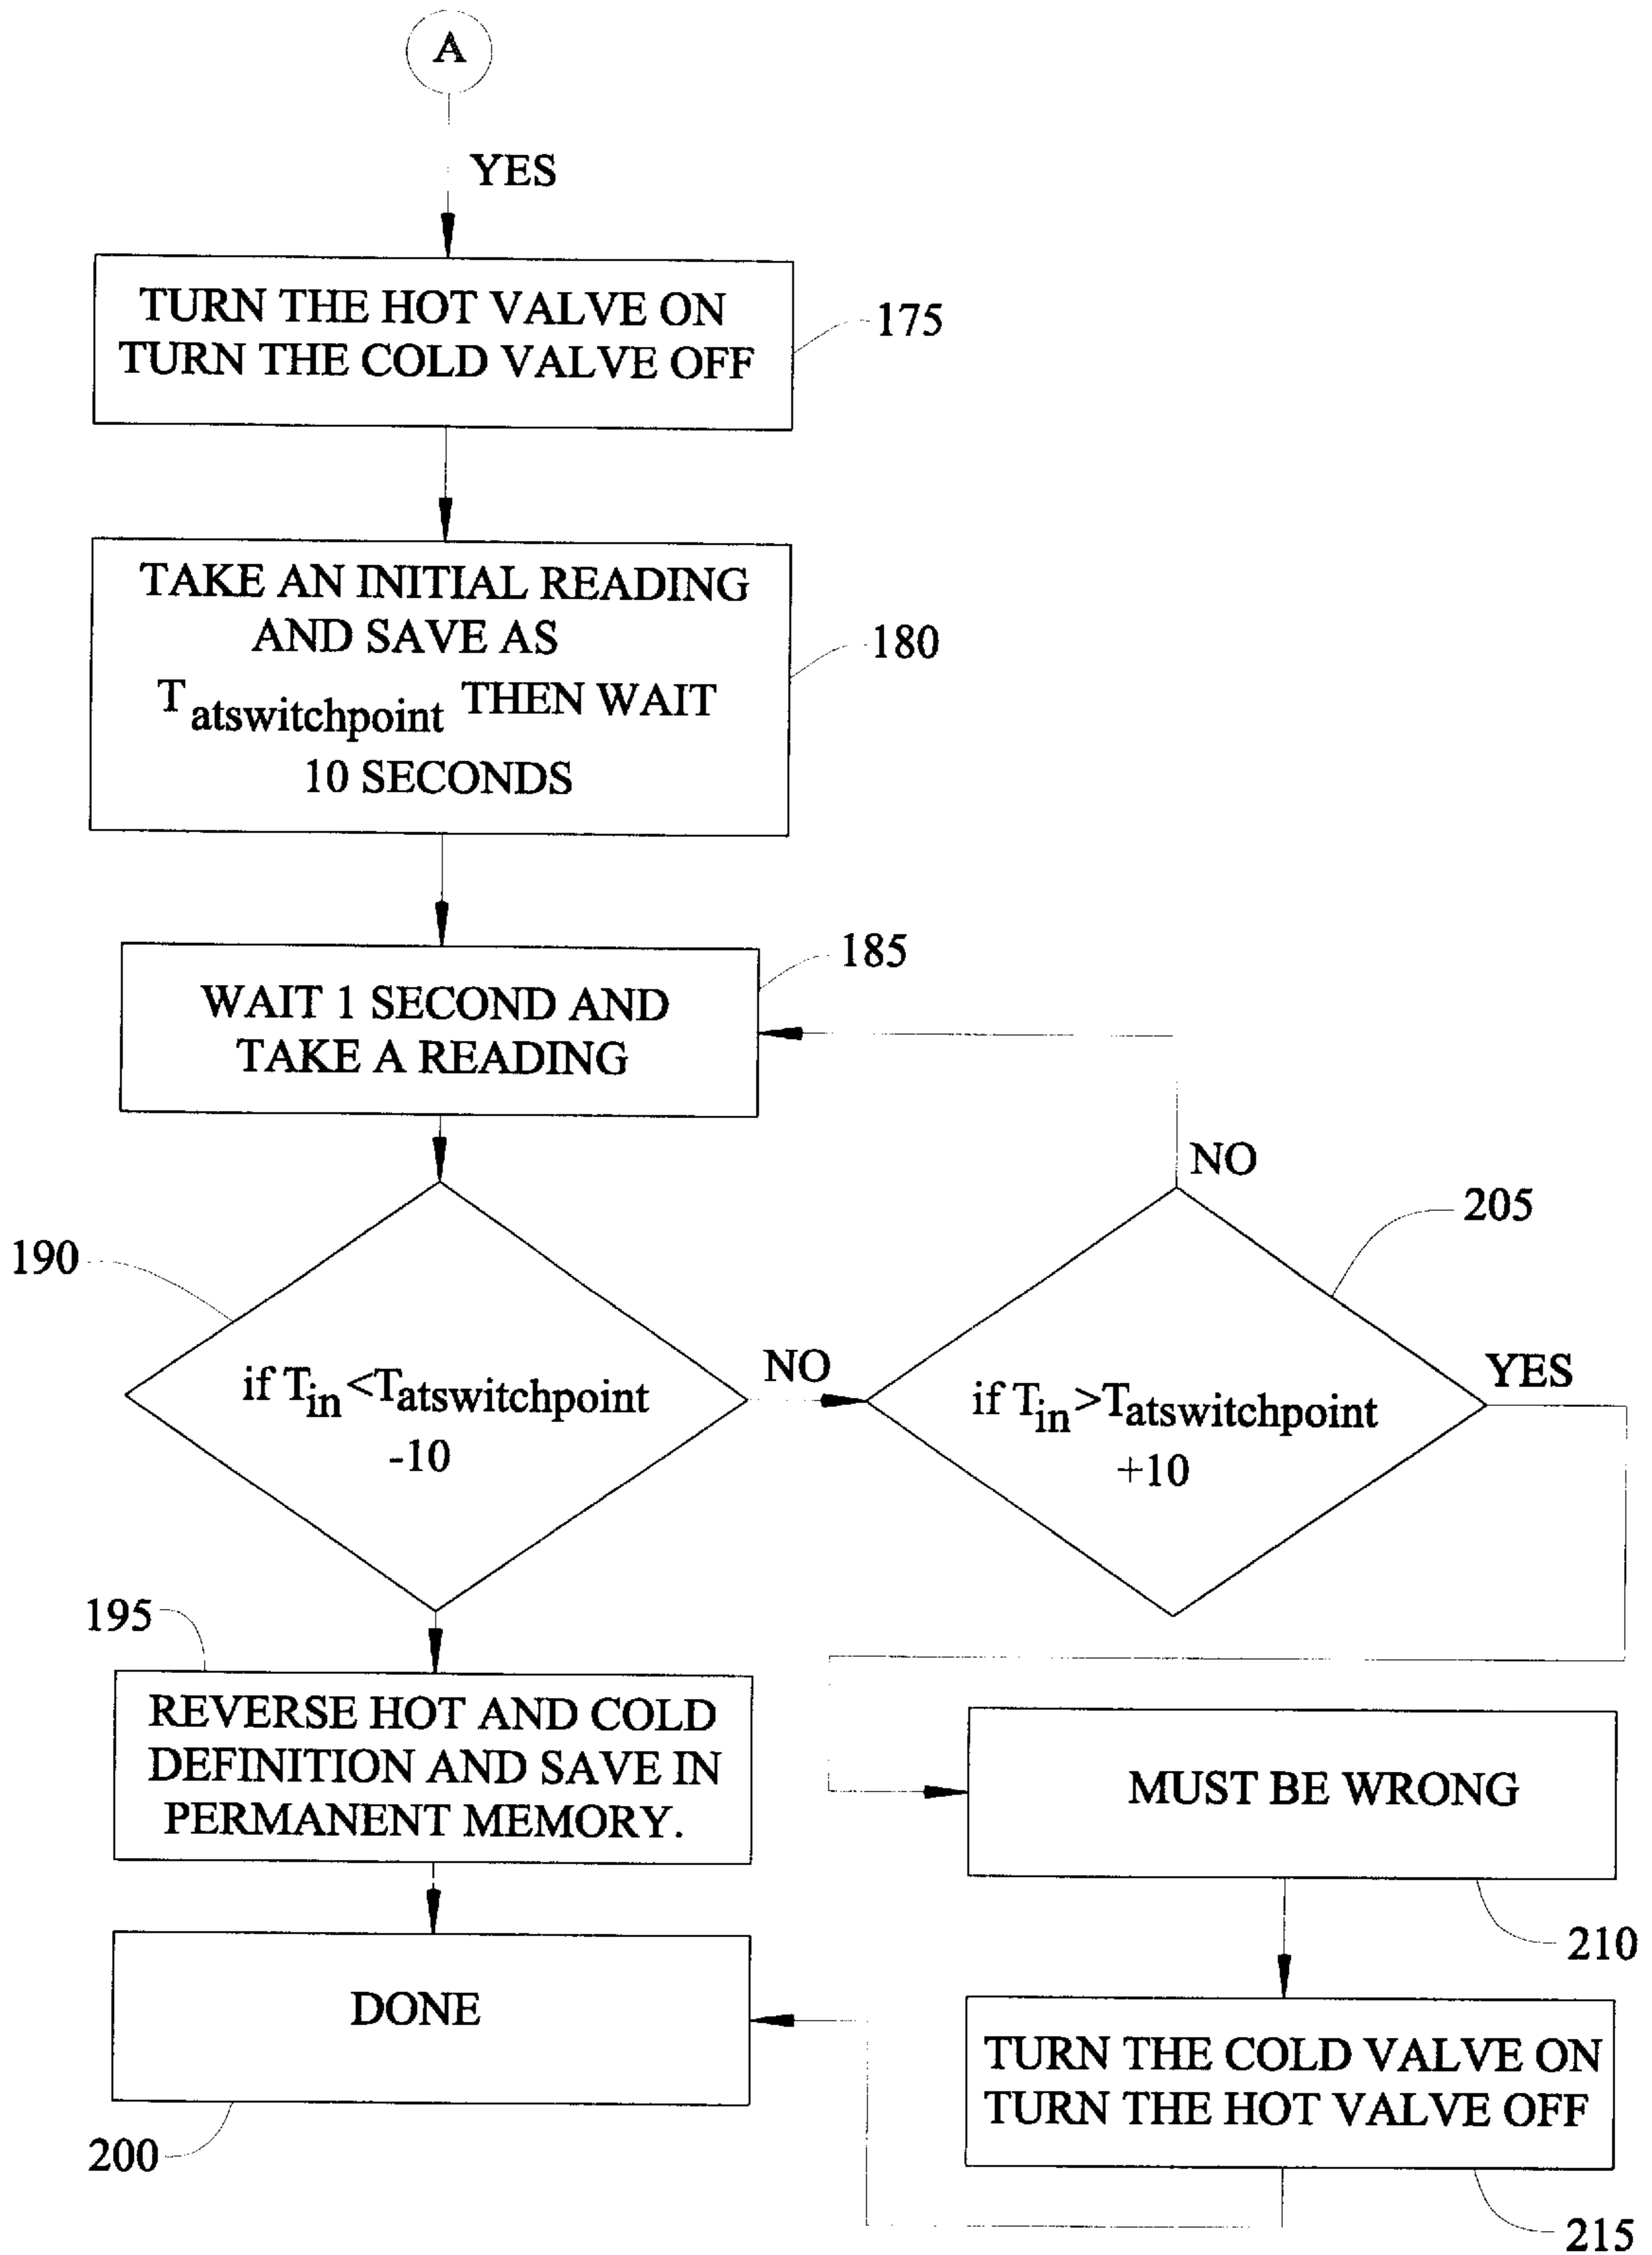 A
YES
TURN THE HOT VALVE ON
TURN THE COLD VALVE OFF
175
TAKE AN INITIAL READING
AND SAVE AS
Tatswitchpoint THEN WAIT
10 SECONDS
180
WAIT 1 SECOND AND
TAKE A READING
185
190
if Tin<Tatswitchpoint
-10
NO
NO
205
if Tin>Tatswitchpoint
+10
YES
195
REVERSE HOT AND COLD
DEFINITION AND SAVE IN
PERMANENT MEMORY.
MUST BE WRONG
210
DONE
200
TURN THE COLD VALVE ON
TURN THE HOT VALVE OFF
215